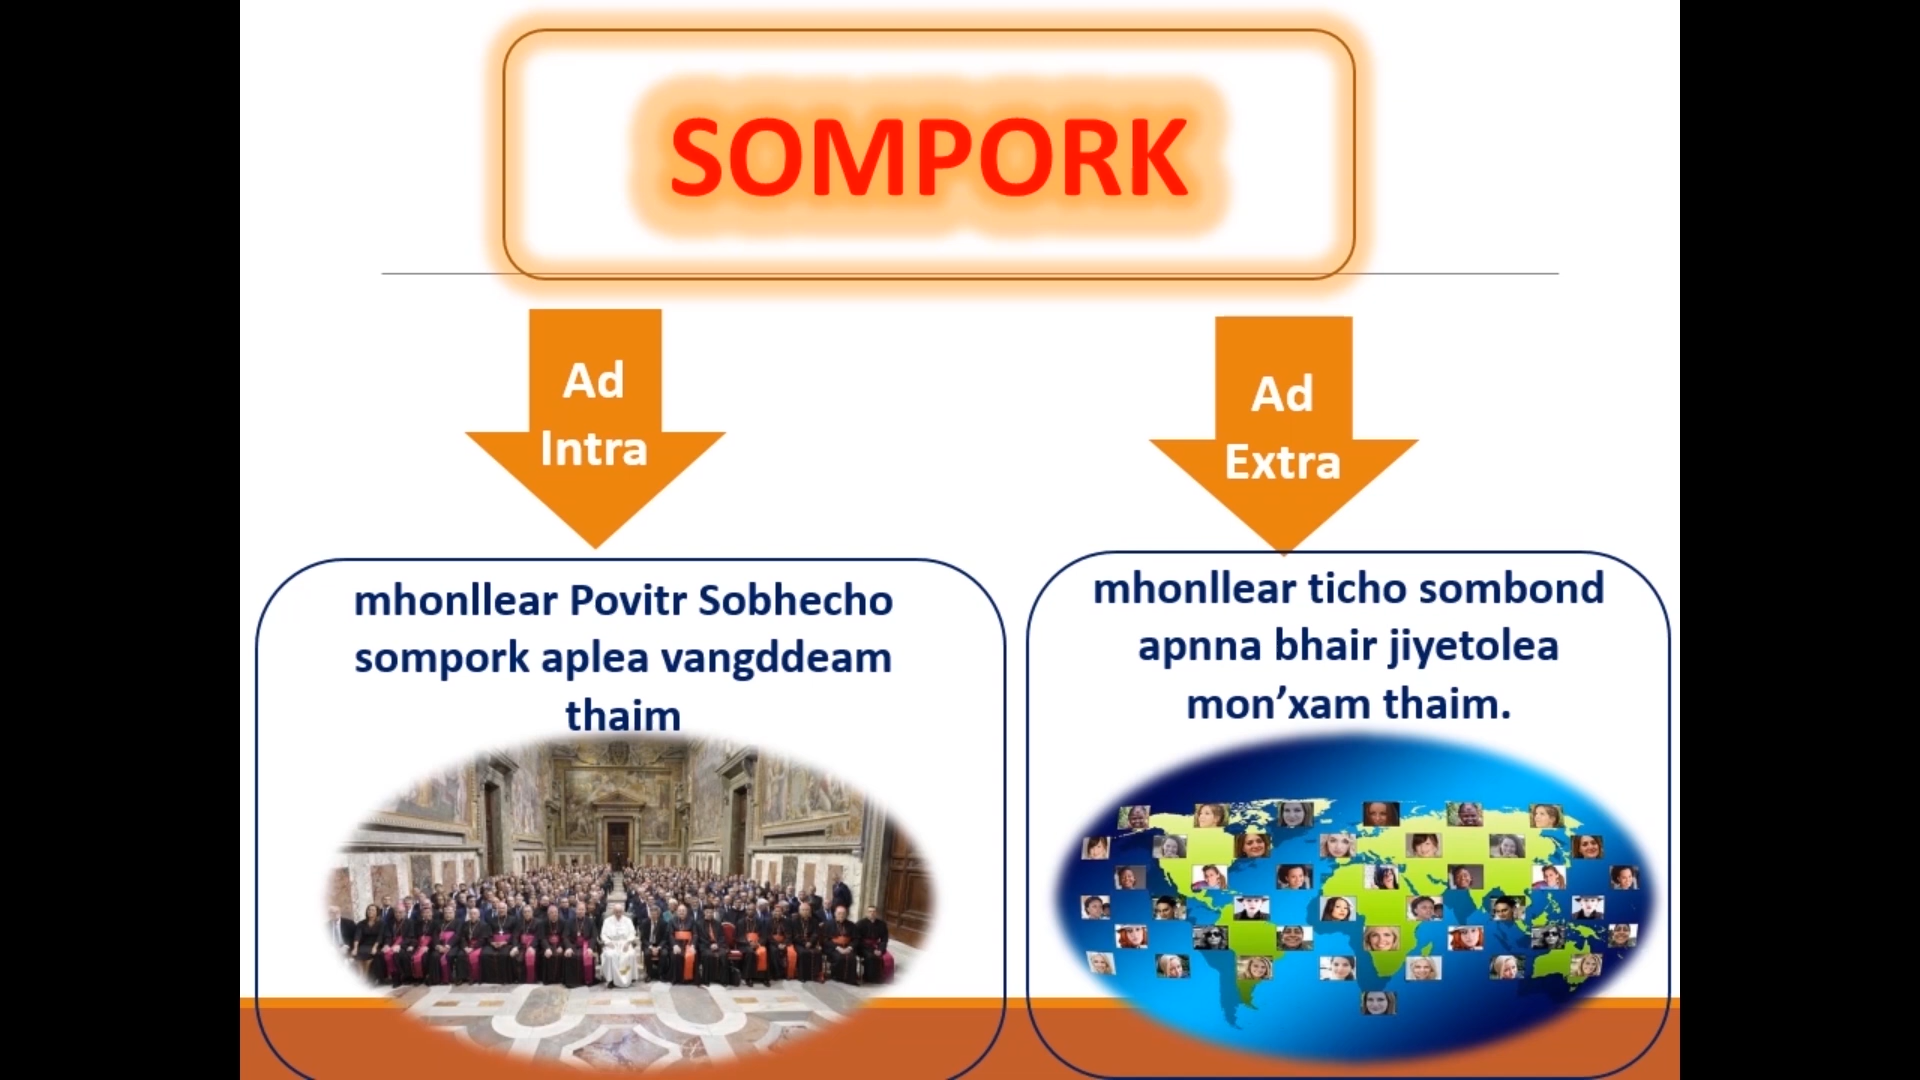 SOMPORK
Ad
Intra
Ad
Extra
mhonllear Povitr Sobhecho
sompork aplea vangddeam
thaim
mhonllear ticho sombond
apnna bhair jiyetolea
mon’xam thaim.